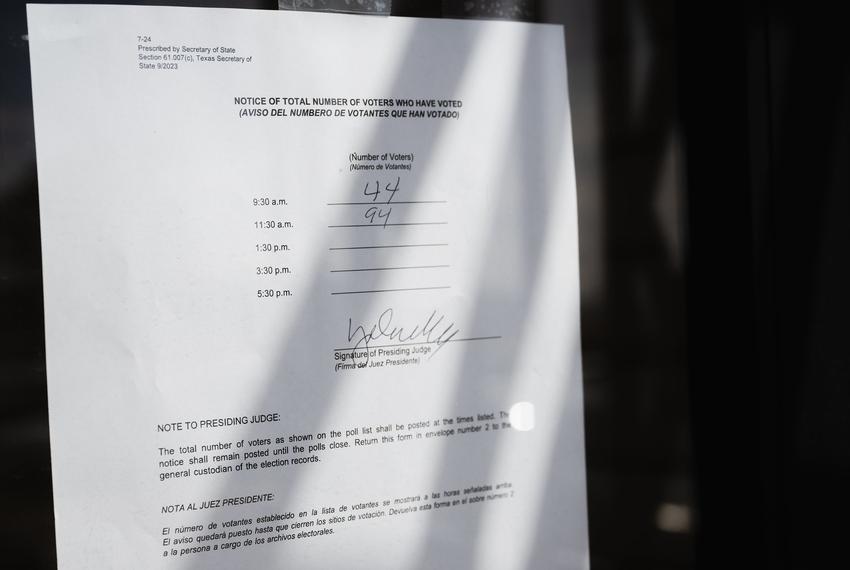 7-24
Prescribed by Secretary of State
Section 61.007(c), Texas Secretary of
State 9/2023
NOTICE OF TOTAL NUMBER OF VOTERS WHO HAVE VOTED
(AVISO DEL NUMBERO DE VOTANTES QUE HAN VOTADO)
(Number of Voters)
(Número de Votantes)
9:30 a.m. 44
11:30 a.m. 94
1:30 p.m.
3:30 p.m.
5:30 p.m.
Signature of Presiding Judge
(Firma del Juez Presidente)
NOTE TO PRESIDING JUDGE:
The total number of voters as shown on the poll list shall be posted at the times listed. The
notice shall remain posted until the polls close. Return this form in envelope number 2 to the
general custodian of the election records.
NOTA AL JUEZ PRESIDENTE:
El número de votantes establecido en la lista de votantes se mostrará a las horas señaladas arriba.
El aviso quedará puesto hasta que cierren los sitios de votación. Devuelva esta forma en el sobre número 2
a la persona a cargo de los archivos electorales.